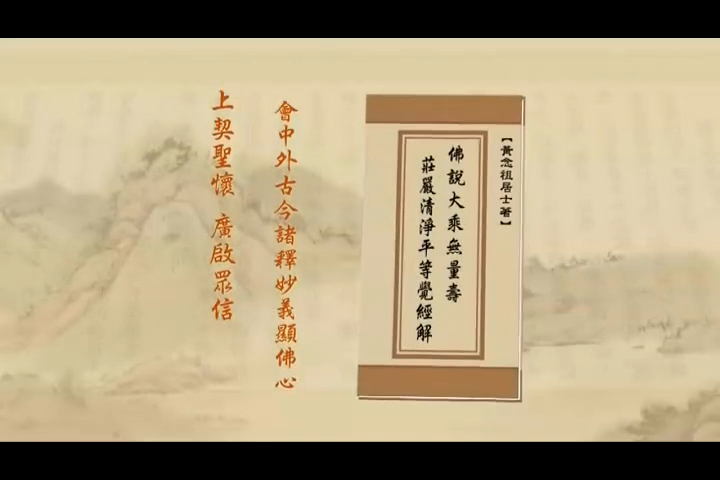 【黃念祖居士著】
佛說大乘無量壽
莊嚴清淨平等覺經解
會中外古今諸釋妙義顯佛心
上契聖懷 廣啟眾信